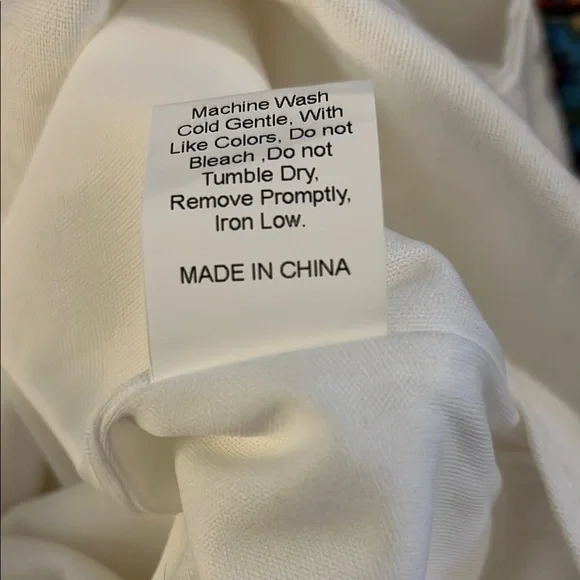 Machine Wash
Cold Gentle, With
Like Colors, Do not
Bleach ,Do not
Tumble Dry,
Remove Promptly,
Iron Low.
MADE IN CHINA